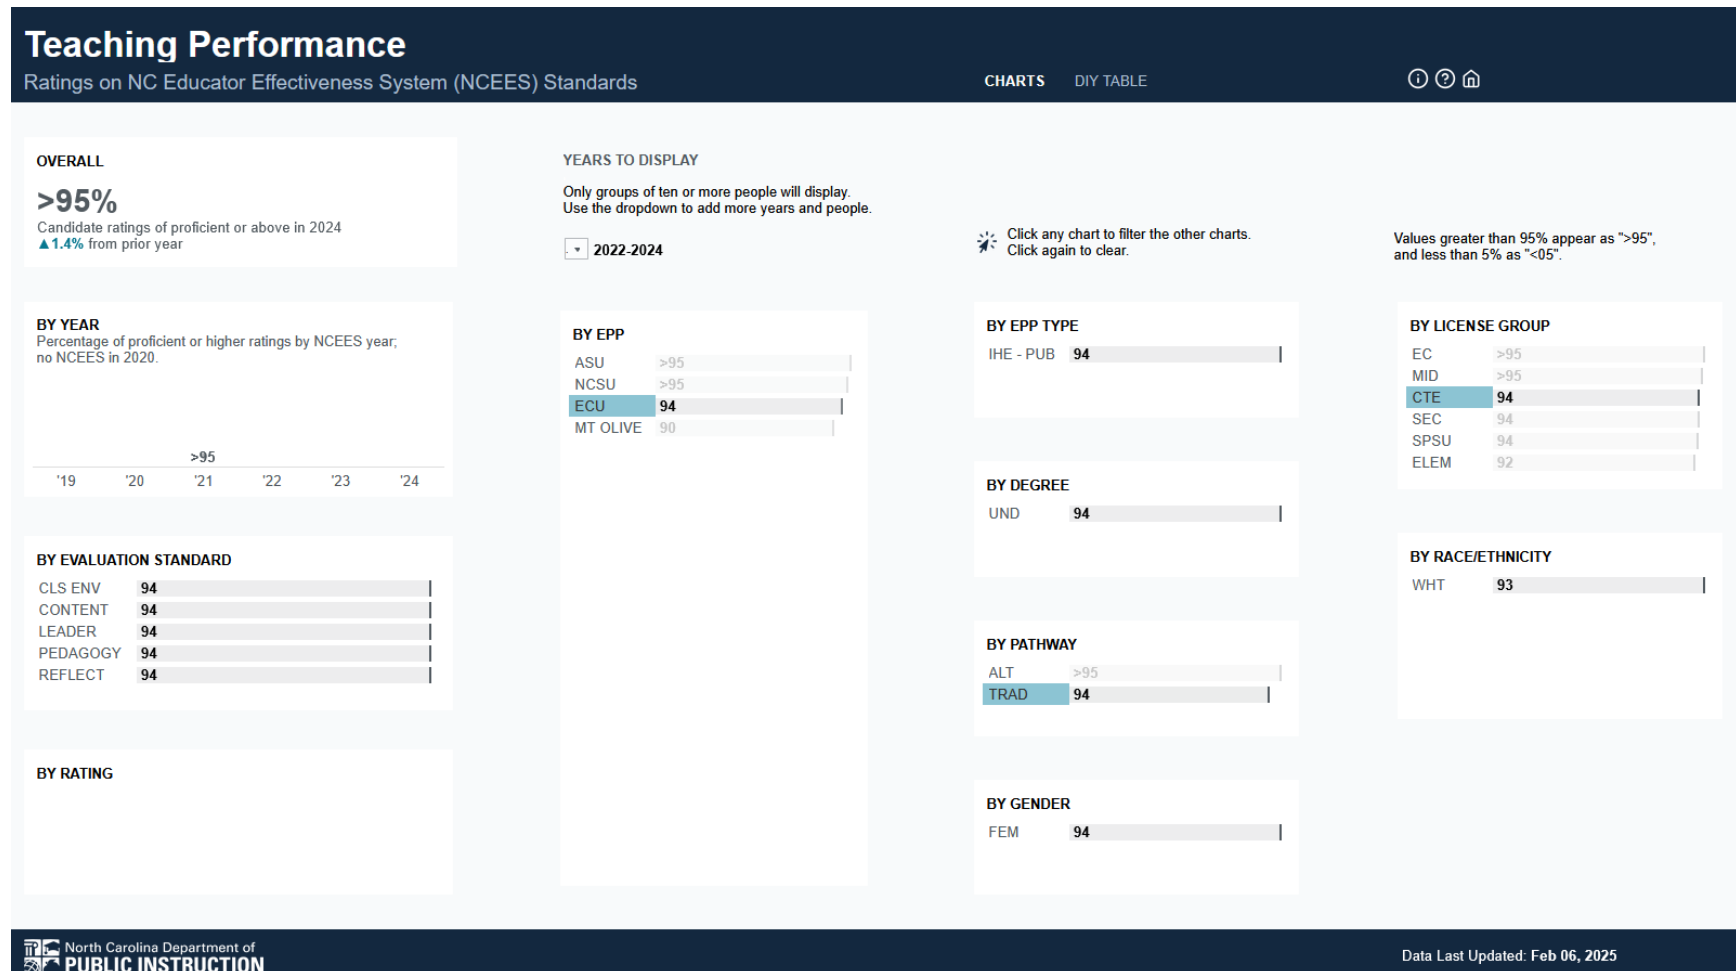 Teaching Performance
Ratings on NC Educator Effectiveness System (NCEES) Standards
CHARTS DIY TABLE
OVERALL
>95%
Candidate ratings of proficient or above in 2024
▲1.4% from prior year
YEARS TO DISPLAY
Only groups of ten or more people will display.
Use the dropdown to add more years and people.
2022-2024
Click any chart to filter the other charts.
Click again to clear.
Values greater than 95% appear as ">95",
and less than 5% as "<05".
BY YEAR
Percentage of proficient or higher ratings by NCEES year;
no NCEES in 2020.
>95
'19 '20 '21 '22 '23 '24
BY EVALUATION STANDARD
CLS ENV 94
CONTENT 94
LEADER 94
PEDAGOGY 94
REFLECT 94
BY RATING
BY EPP
ASU >95
NCSU >95
ECU 94
MT OLIVE 90
BY EPP TYPE
IHE - PUB 94
BY DEGREE
UND 94
BY PATHWAY
ALT >95
TRAD 94
BY GENDER
FEM 94
BY LICENSE GROUP
EC >95
MID >95
CTE 94
SEC 94
SPSU 94
ELEM 92
BY RACE/ETHNICITY
WHT 93
North Carolina Department of
PUBLIC INSTRUCTION
Data Last Updated: Feb 06, 2025